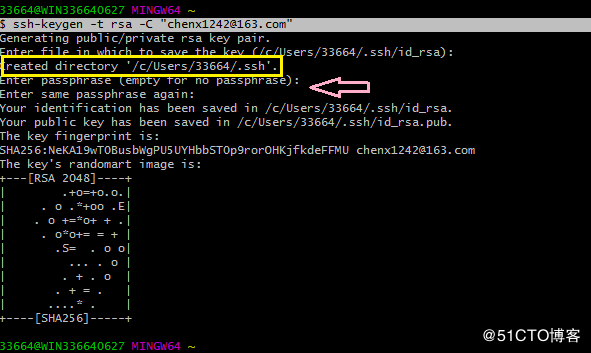 33664@WIN336640627 MINGW64 ~
$ ssh-keygen -t rsa -C "chenx1242@163.com"
Generating public/private rsa key pair.
Enter file in which to save the key (/c/Users/33664/.ssh/id_rsa):
Created directory '/c/Users/33664/.ssh'.
Enter passphrase (empty for no passphrase):
Enter same passphrase again:
Your identification has been saved in /c/Users/33664/.ssh/id_rsa.
Your public key has been saved in /c/Users/33664/.ssh/id_rsa.pub.
The key fingerprint is:
SHA256:NeKA19wTOBusbWgPU5UYHbbSTOp9rorOHKjfkdeFFMU chenx1242@163.com
The key's randomart image is:
+---[RSA 2048]----+
|       .+o=+o.o.|
|     . o .*+oo .E|
|    . o +=*o+ + .|
|     . o*o+= = + |
|       .S=  . o o|
|         ... . o |
|        . + . o  |
|       . + = .   |
|      ....* .    |
+----[SHA256]-----+
33664@WIN336640627 MINGW64 ~
@51CTO博客